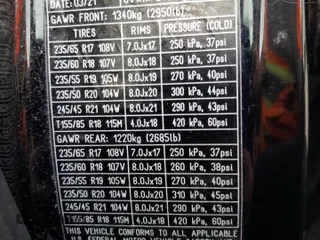 DATE:03/21
GAWR FRONT: 1340kg (2950lb)
TIRES RIMS PRESSURE (COLD)
235/65 R17 108V 7.0Jx17 250 kPa, 37psi
235/60 R18 107V 8.0Jx18 250 kPa, 37psi
235/55 R19 105W 8.0Jx19 270 kPa, 40psi
235/50 R20 104W 8.0Jx20 300 kPa, 44psi
245/45 R21 104W 8.0Jx21 290 kPa, 43psi
T155/85 R18 115M 4.0Jx18 420 kPa, 60psi
GAWR REAR: 1220kg (2685lb)
235/65 R17 108V 7.0Jx17 250 kPa, 37psi
235/60 R18 107V 8.0Jx18 260 kPa, 38psi
235/55 R19 105W 8.0Jx19 270 kPa, 40psi
235/50 R20 104W 8.0Jx20 310 kPa, 45psi
245/45 R21 104W 8.0Jx21 290 kPa, 43psi
T155/85 R18 115M 4.0Jx18 420 kPa, 60psi
THIS VEHICLE CONFORMS TO ALL
U.S. FEDERAL MOTOR VEHICLE SAFETY